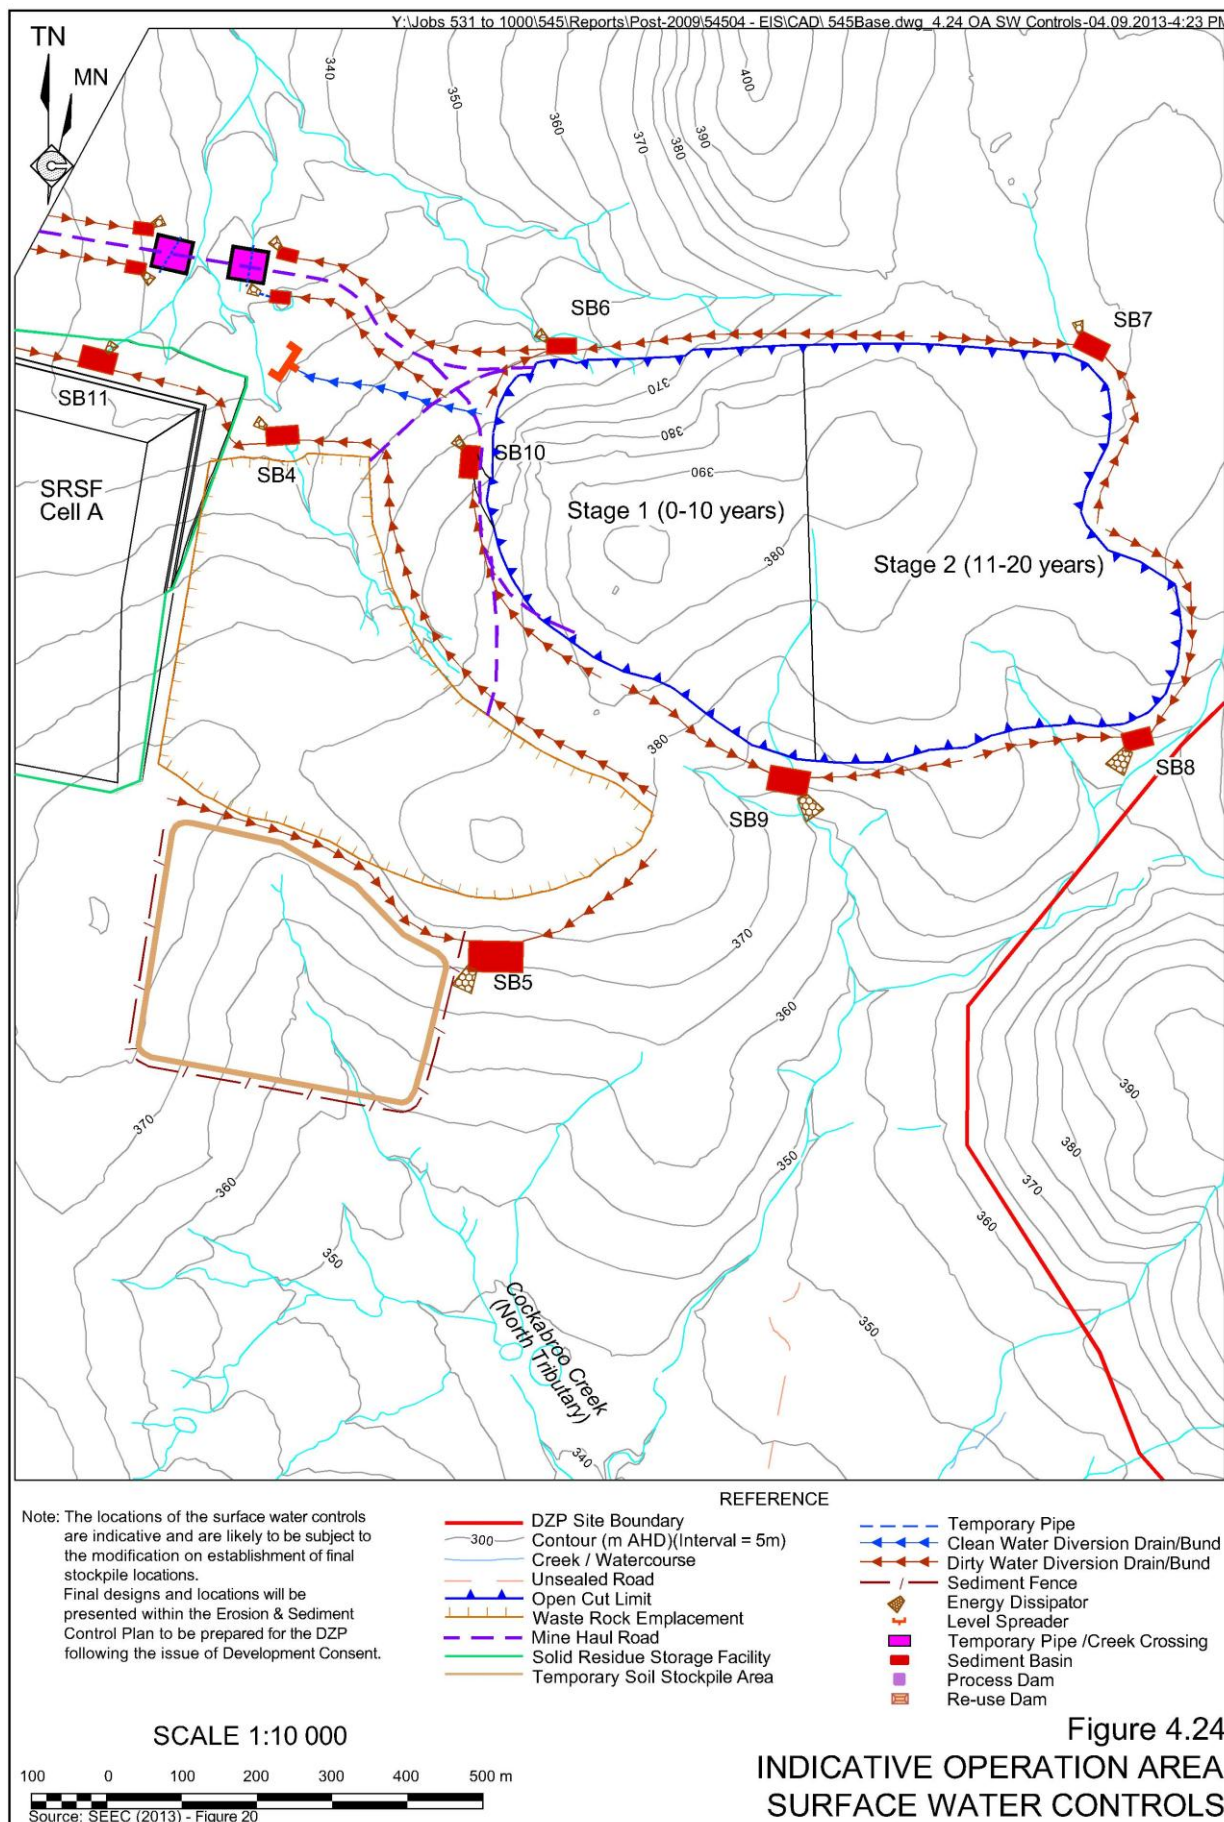 Y:\Jobs 531 to 1000\545\Reports\Post-2009\54504 - EIS\CAD\ 545Base.dwg_4.24 OA SW Controls-04.09.2013-4:23 PM
TN
MN
340
350
360
370
380
390
400
SB6
SB7
SB11
SB4
SB10
370
380
390
SRSF
Cell A
Stage 1 (0-10 years)
380
Stage 2 (11-20 years)
380
SB9
SB8
370
SB5
360
370
350
360
350
390
380
370
360
350
340
Cockabroo Creek
(North Tributary)
Note: The locations of the surface water controls
are indicative and are likely to be subject to
the modification on establishment of final
stockpile locations.
Final designs and locations will be
presented within the Erosion & Sediment
Control Plan to be prepared for the DZP
following the issue of Development Consent.
REFERENCE
DZP Site Boundary
300 Contour (m AHD)(Interval = 5m)
Creek / Watercourse
Unsealed Road
Open Cut Limit
Waste Rock Emplacement
Mine Haul Road
Solid Residue Storage Facility
Temporary Soil Stockpile Area
Temporary Pipe
Clean Water Diversion Drain/Bund
Dirty Water Diversion Drain/Bund
Sediment Fence
Energy Dissipator
Level Spreader
Temporary Pipe /Creek Crossing
Sediment Basin
Process Dam
Re-use Dam
SCALE 1:10 000
100 0 100 200 300 400 500 m
Source: SEEC (2013) - Figure 20
Figure 4.24
INDICATIVE OPERATION AREA
SURFACE WATER CONTROLS